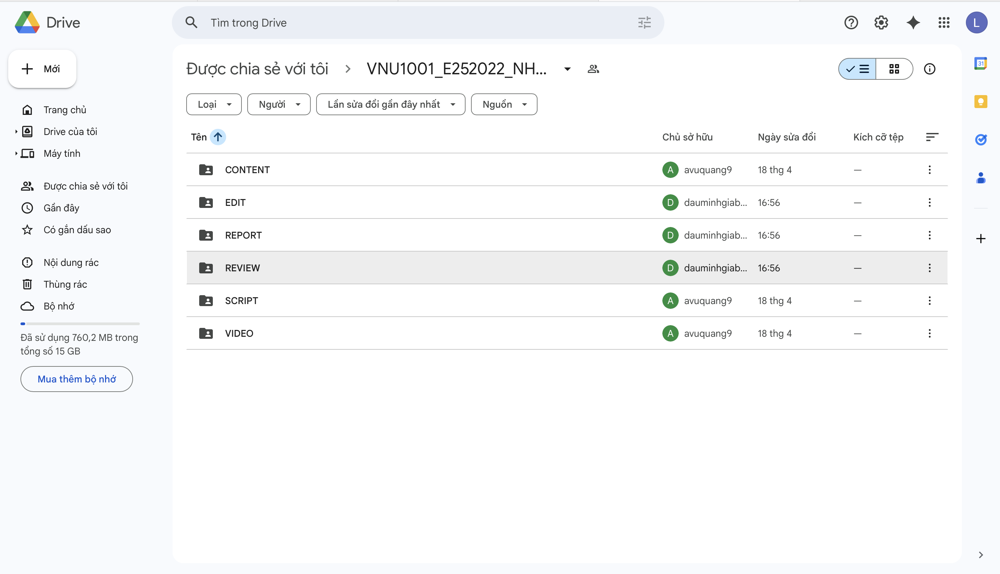 Drive
Tìm trong Drive
L
Mới
Trang chủ
Drive của tôi
Máy tính
Được chia sẻ với tôi
Gần đây
Có gắn dấu sao
Nội dung rác
Thùng rác
Bộ nhớ
Đã sử dụng 760,2 MB trong
tổng số 15 GB
Mua thêm bộ nhớ
Được chia sẻ với tôi > VNU1001_E252022_NH...
Loại
Người
Lần sửa đổi gần đây nhất
Nguồn
Tên Chủ sở hữu Ngày sửa đổi Kích cỡ tệp
CONTENT A avuquang9 18 thg 4 —
EDIT D dauminhgiab... 16:56 —
REPORT D dauminhgiab... 16:56 —
REVIEW D dauminhgiab... 16:56 —
SCRIPT A avuquang9 18 thg 4 —
VIDEO A avuquang9 18 thg 4 —
31